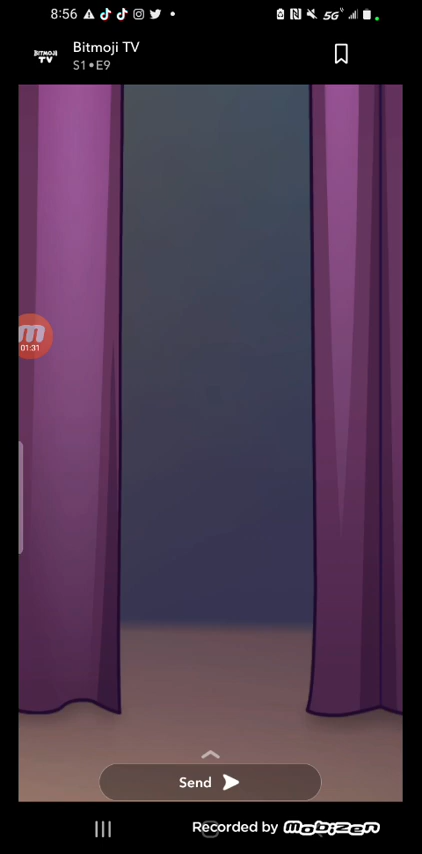 8:56
5G
BITMOJI
TV
Bitmoji TV
S1•E9
m
01:31
Send
Recorded by Mobizen